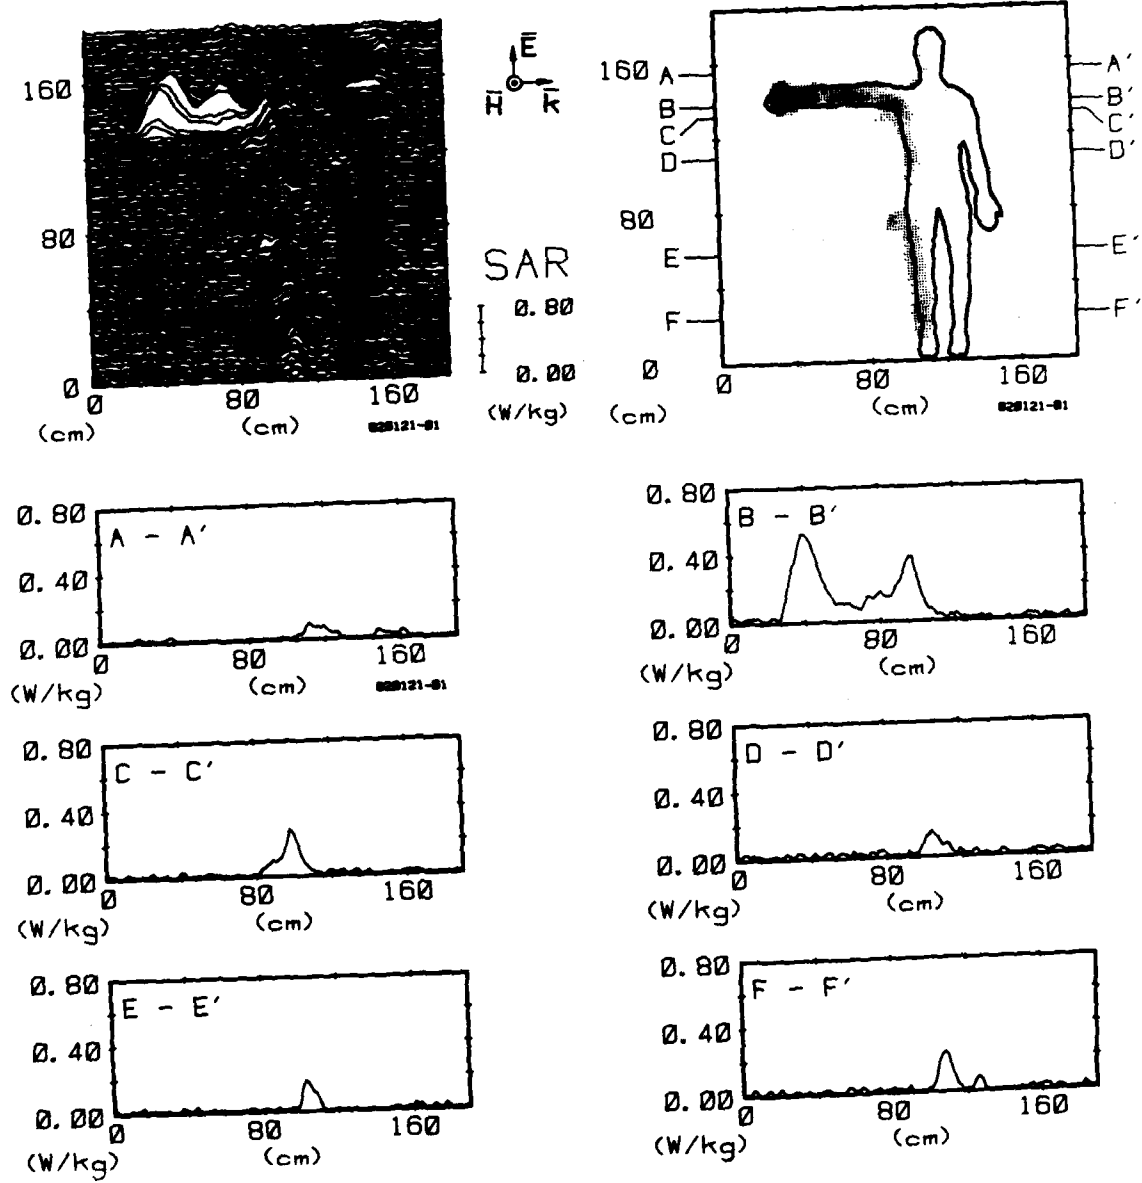 160
80
0
0 80 160
(cm) (cm)
820121-01
E
H k
SAR
0.80
0.00
(W/kg)
160
80
0
(cm)
A
B
C
D
E
F
A'
B'
C'
D'
E'
F'
0 80 160
(cm)
820121-01
0.80
0.40
0.00
A - A'
0 80 160
(W/kg) (cm)
820121-01
0.80
0.40
0.00
B - B'
0 80 160
(W/kg) (cm)
0.80
0.40
0.00
C - C'
0 80 160
(W/kg) (cm)
0.80
0.40
0.00
D - D'
0 80 160
(W/kg) (cm)
0.80
0.40
0.00
E - E'
0 80 160
(W/kg) (cm)
0.80
0.40
0.00
F - F'
0 80 160
(W/kg) (cm)